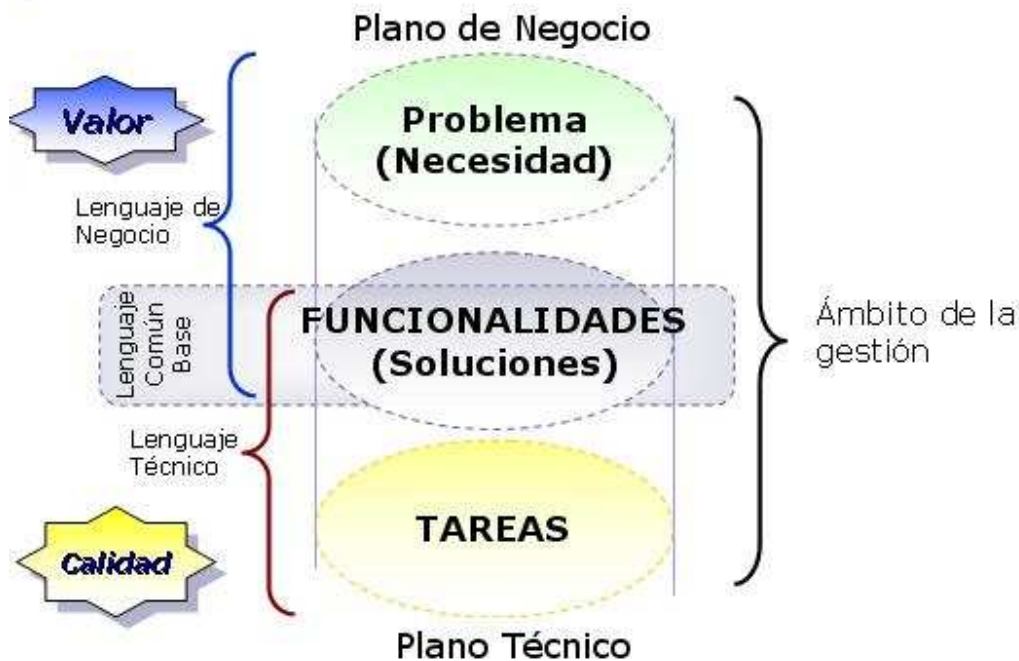 Plano de Negocio
Valor
Problema
(Necesidad)
Lenguaje de
Negocio
Lenguaje
Común
Base
FUNCIONALIDADES
(Soluciones)
Ámbito de la
gestión
Lenguaje
Técnico
TAREAS
Calidad
Plano Técnico